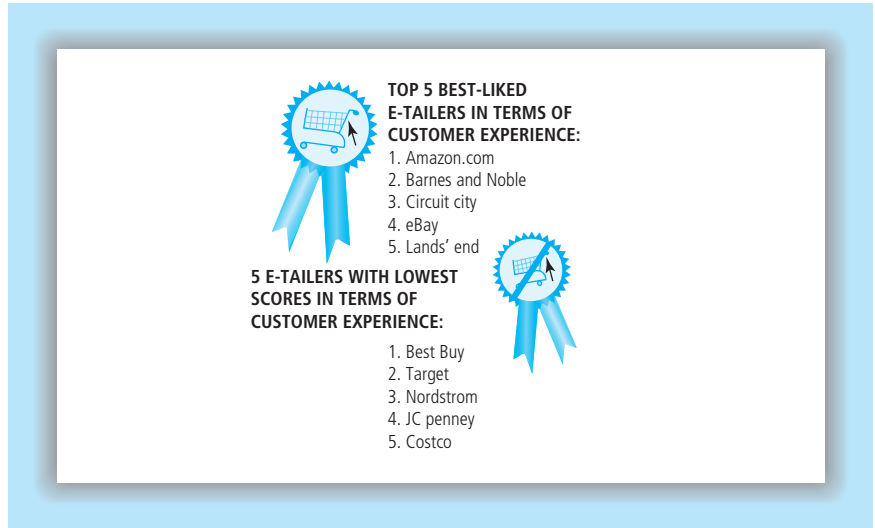 TOP 5 BEST-LIKED
E-TAILERS IN TERMS OF
CUSTOMER EXPERIENCE:
1. Amazon.com
2. Barnes and Noble
3. Circuit city
4. eBay
5. Lands’ end
5 E-TAILERS WITH LOWEST
SCORES IN TERMS OF
CUSTOMER EXPERIENCE:
1. Best Buy
2. Target
3. Nordstrom
4. JC penney
5. Costco